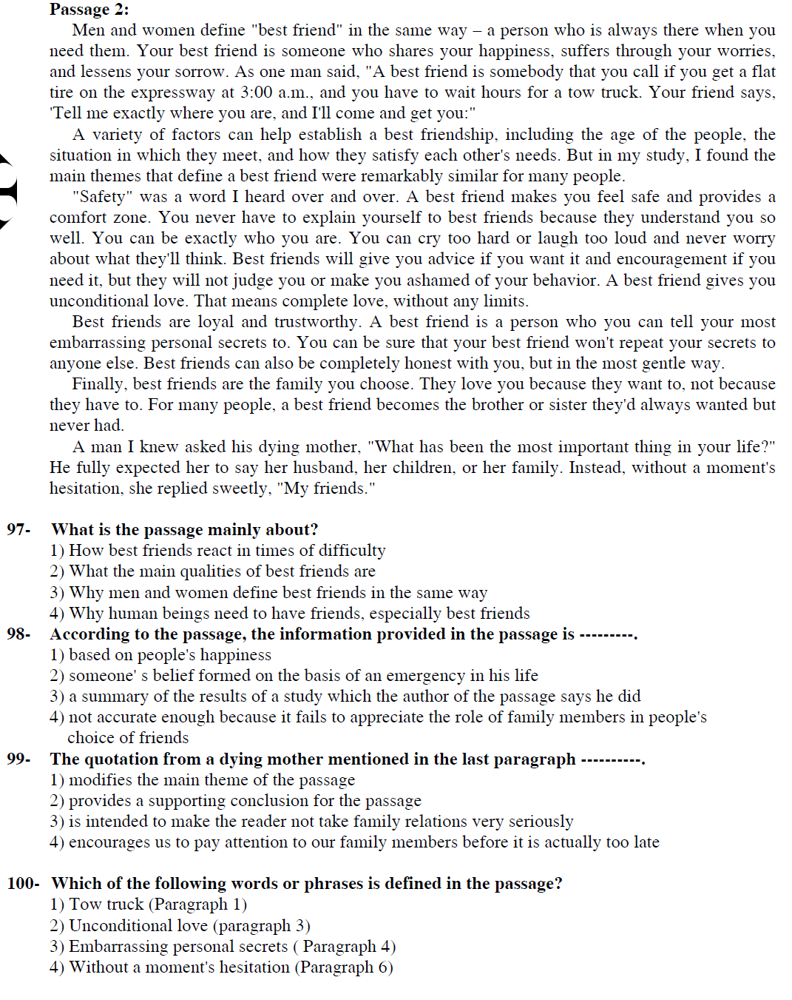 Passage 2:
Men and women define "best friend" in the same way – a person who is always there when you
need them. Your best friend is someone who shares your happiness, suffers through your worries,
and lessens your sorrow. As one man said, "A best friend is somebody that you call if you get a flat
tire on the expressway at 3:00 a.m., and you have to wait hours for a tow truck. Your friend says,
'Tell me exactly where you are, and I'll come and get you:"
A variety of factors can help establish a best friendship, including the age of the people, the
situation in which they meet, and how they satisfy each other's needs. But in my study, I found the
main themes that define a best friend were remarkably similar for many people.
"Safety" was a word I heard over and over. A best friend makes you feel safe and provides a
comfort zone. You never have to explain yourself to best friends because they understand you so
well. You can be exactly who you are. You can cry too hard or laugh too loud and never worry
about what they'll think. Best friends will give you advice if you want it and encouragement if you
need it, but they will not judge you or make you ashamed of your behavior. A best friend gives you
unconditional love. That means complete love, without any limits.
Best friends are loyal and trustworthy. A best friend is a person who you can tell your most
embarrassing personal secrets to. You can be sure that your best friend won't repeat your secrets to
anyone else. Best friends can also be completely honest with you, but in the most gentle way.
Finally, best friends are the family you choose. They love you because they want to, not because
they have to. For many people, a best friend becomes the brother or sister they'd always wanted but
never had.
A man I knew asked his dying mother, "What has been the most important thing in your life?"
He fully expected her to say her husband, her children, or her family. Instead, without a moment's
hesitation, she replied sweetly, "My friends."
97- What is the passage mainly about?
1) How best friends react in times of difficulty
2) What the main qualities of best friends are
3) Why men and women define best friends in the same way
4) Why human beings need to have friends, especially best friends
98- According to the passage, the information provided in the passage is ---------.
1) based on people's happiness
2) someone' s belief formed on the basis of an emergency in his life
3) a summary of the results of a study which the author of the passage says he did
4) not accurate enough because it fails to appreciate the role of family members in people's
choice of friends
99- The quotation from a dying mother mentioned in the last paragraph ----------.
1) modifies the main theme of the passage
2) provides a supporting conclusion for the passage
3) is intended to make the reader not take family relations very seriously
4) encourages us to pay attention to our family members before it is actually too late
100- Which of the following words or phrases is defined in the passage?
1) Tow truck (Paragraph 1)
2) Unconditional love (paragraph 3)
3) Embarrassing personal secrets ( Paragraph 4)
4) Without a moment's hesitation (Paragraph 6)